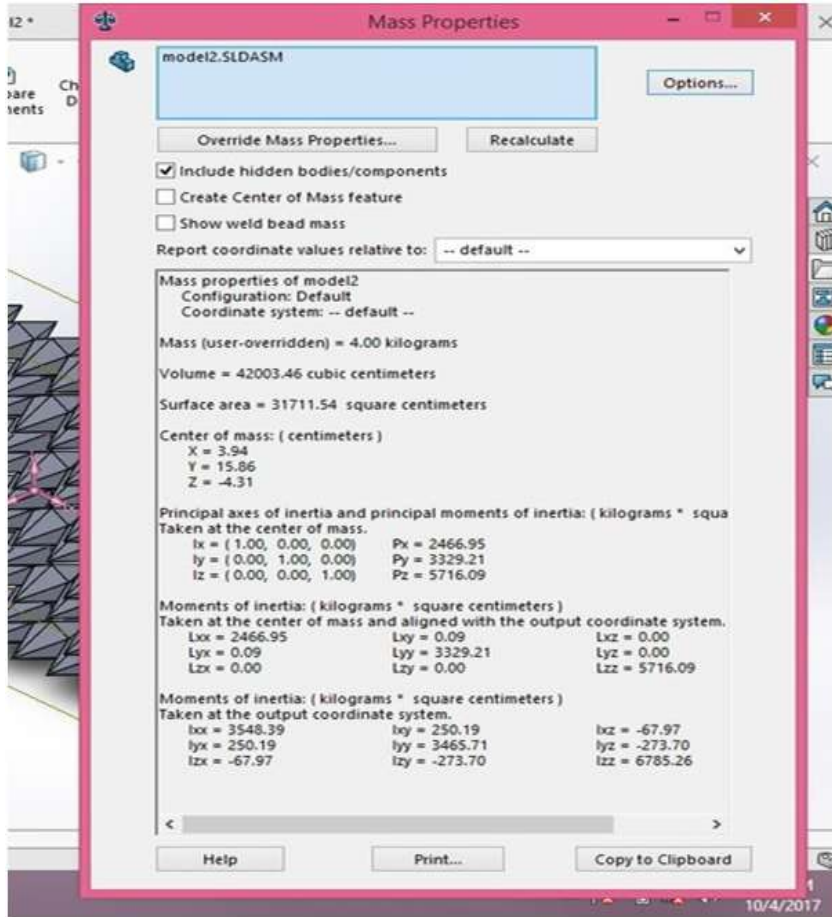 l2 *
Mass Properties
model2.SLDASM
Options...
Override Mass Properties...
Recalculate
Include hidden bodies/components
Create Center of Mass feature
Show weld bead mass
Report coordinate values relative to: -- default --
Mass properties of model2
Configuration: Default
Coordinate system: -- default --
Mass (user-overridden) = 4.00 kilograms
Volume = 42003.46 cubic centimeters
Surface area = 31711.54 square centimeters
Center of mass: ( centimeters )
X = 3.94
Y = 15.86
Z = -4.31
Principal axes of inertia and principal moments of inertia: ( kilograms * squa
Taken at the center of mass.
Ix = ( 1.00, 0.00, 0.00) Px = 2466.95
Iy = ( 0.00, 1.00, 0.00) Py = 3329.21
Iz = ( 0.00, 0.00, 1.00) Pz = 5716.09
Moments of inertia: ( kilograms * square centimeters )
Taken at the center of mass and aligned with the output coordinate system.
Lxx = 2466.95 Lxy = 0.09 Lxz = 0.00
Lyx = 0.09 Lyy = 3329.21 Lyz = 0.00
Lzx = 0.00 Lzy = 0.00 Lzz = 5716.09
Moments of inertia: ( kilograms * square centimeters )
Taken at the output coordinate system.
Ixx = 3548.39 Ixy = 250.19 Ixz = -67.97
Iyx = 250.19 Iyy = 3465.71 Iyz = -273.70
Izx = -67.97 Izy = -273.70 Izz = 6785.26
Help
Print...
Copy to Clipboard
10/4/2017